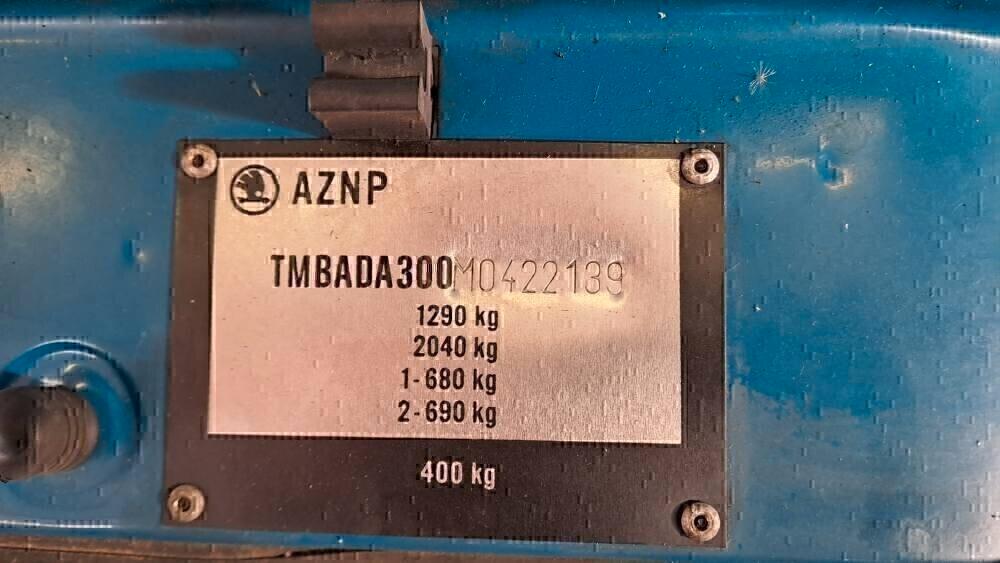 AZNP
TMBADA300M0422139
1290 kg
2040 kg
1-680 kg
2-690 kg
400 kg